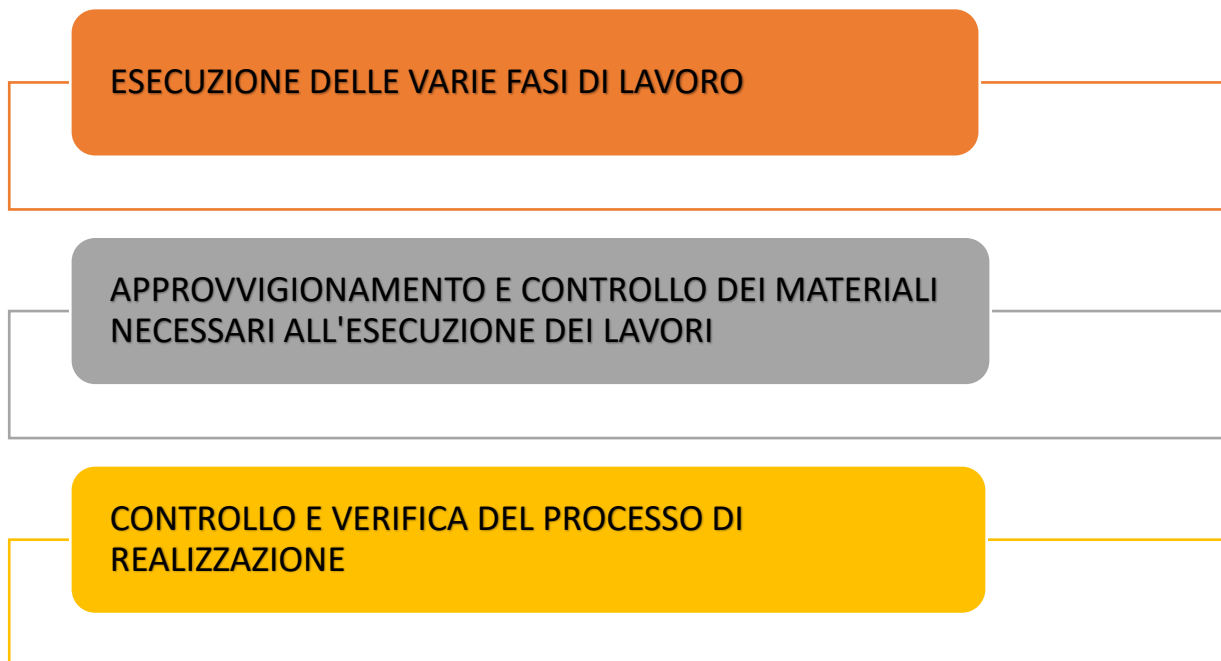 ESECUZIONE DELLE VARIE FASI DI LAVORO
APPROVVIGIONAMENTO E CONTROLLO DEI MATERIALI
NECESSARI ALL'ESECUZIONE DEI LAVORI
CONTROLLO E VERIFICA DEL PROCESSO DI
REALIZZAZIONE